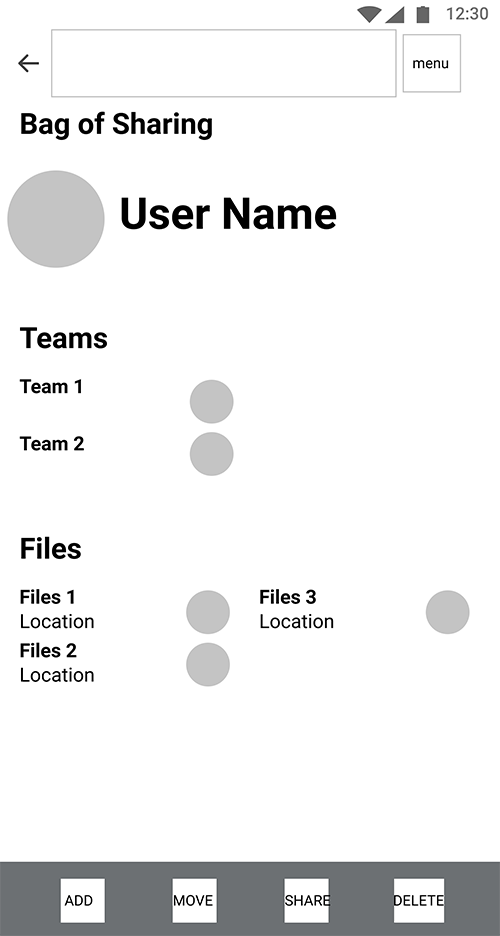 12:30
menu
Bag of Sharing
User Name
Teams
Team 1
Team 2
Files
Files 1
Location
Files 2
Location
Files 3
Location
ADD
MOVE
SHARE
DELETE